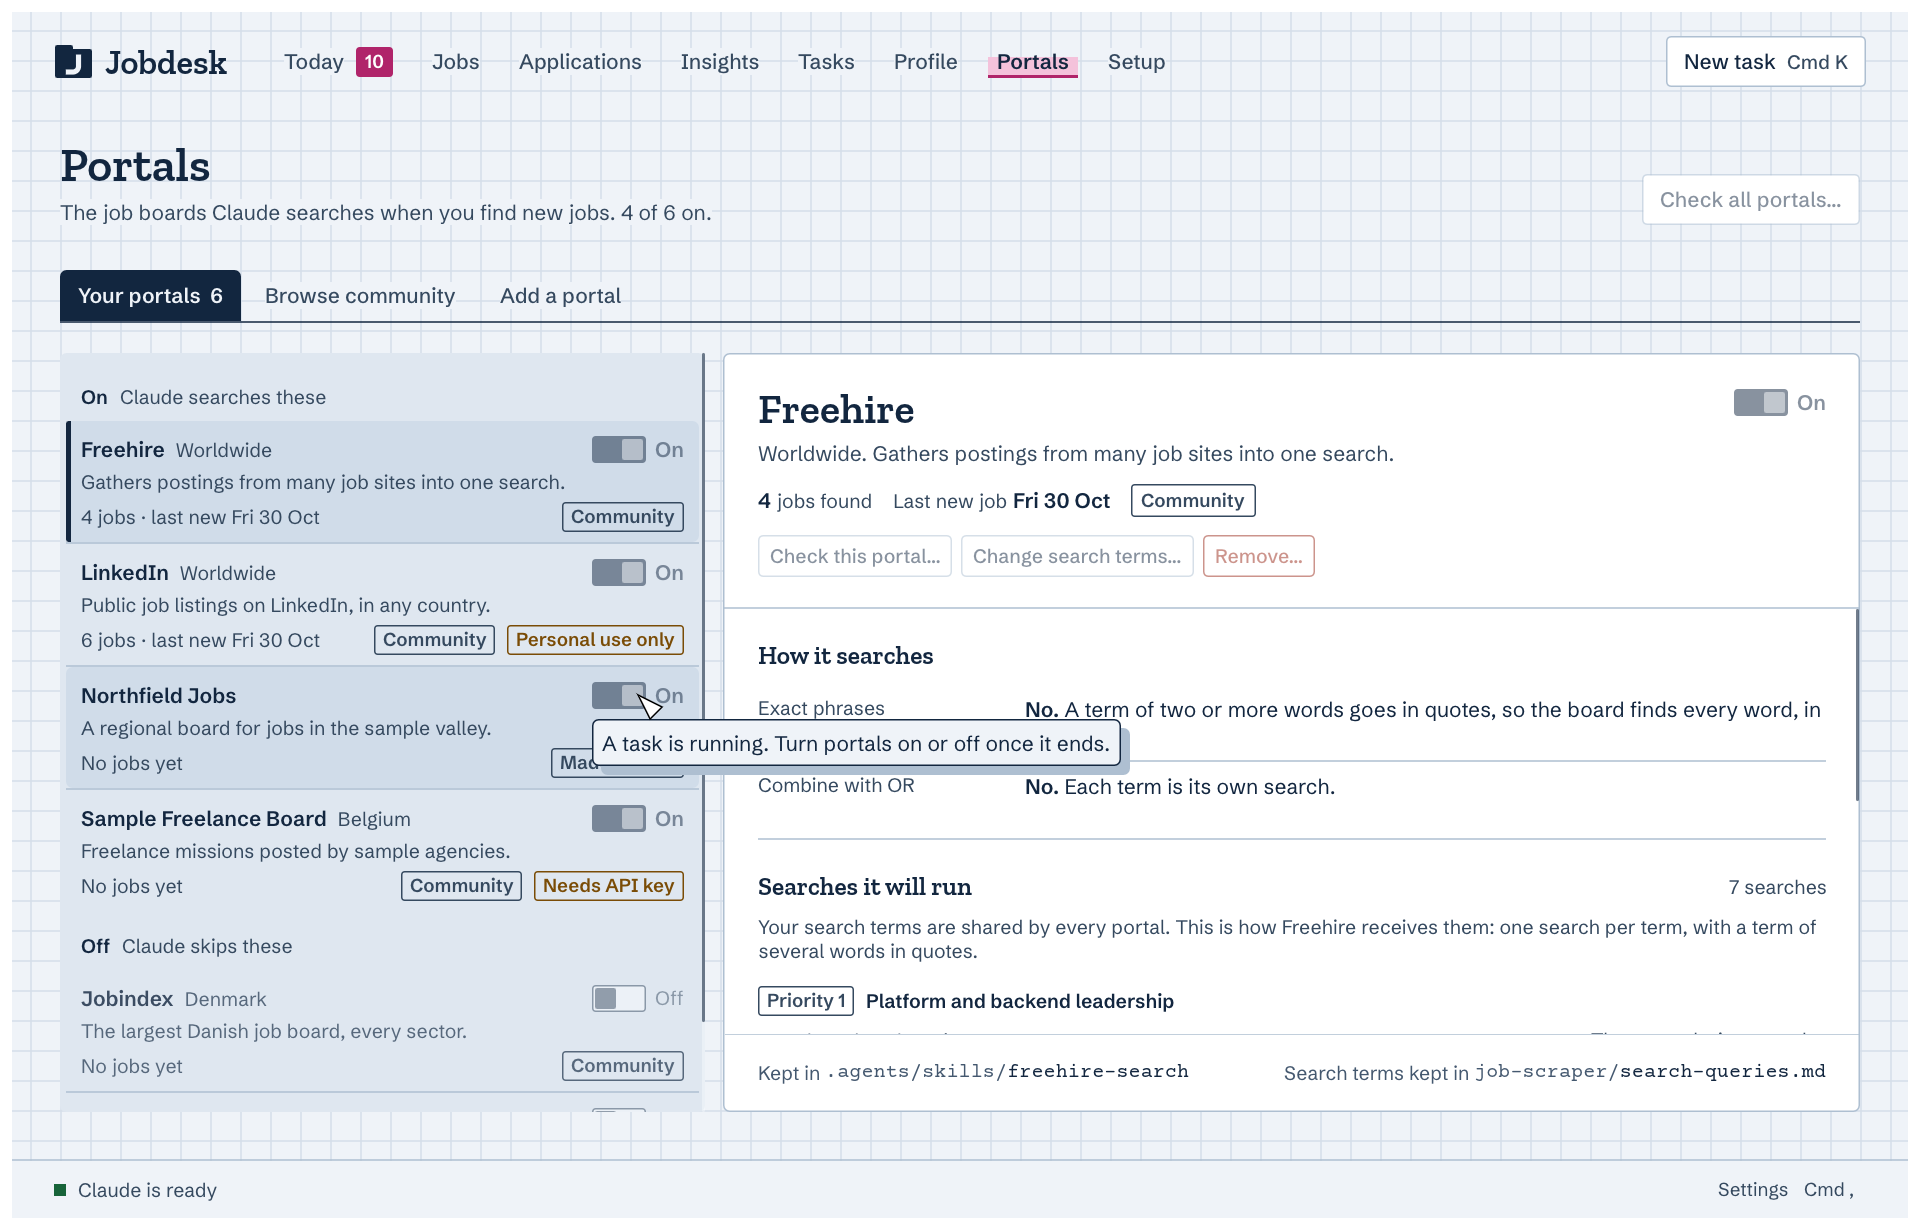 Jobdesk
Today 10
Jobs
Applications
Insights
Tasks
Profile
Portals
Setup
New task Cmd K
Portals
The job boards Claude searches when you find new jobs. 4 of 6 on.
Check all portals...
Your portals 6
Browse community
Add a portal
On Claude searches these
Freehire Worldwide On
Gathers postings from many job sites into one search.
4 jobs · last new Fri 30 Oct Community
LinkedIn Worldwide On
Public job listings on LinkedIn, in any country.
6 jobs · last new Fri 30 Oct Community Personal use only
Northfield Jobs On
A regional board for jobs in the sample valley.
No jobs yet
A task is running. Turn portals on or off once it ends.
Sample Freelance Board Belgium On
Freelance missions posted by sample agencies.
No jobs yet Community Needs API key
Off Claude skips these
Jobindex Denmark Off
The largest Danish job board, every sector.
No jobs yet Community
Freehire On
Worldwide. Gathers postings from many job sites into one search.
4 jobs found Last new job Fri 30 Oct Community
Check this portal... Change search terms... Remove...
How it searches
Exact phrases No. A term of two or more words goes in quotes, so the board finds every word, in
Combine with OR No. Each term is its own search.
Searches it will run 7 searches
Your search terms are shared by every portal. This is how Freehire receives them: one search per term, with a term of
several words in quotes.
Priority 1 Platform and backend leadership
Kept in .agents/skills/freehire-search
Search terms kept in job-scraper/search-queries.md
Claude is ready
Settings Cmd ,